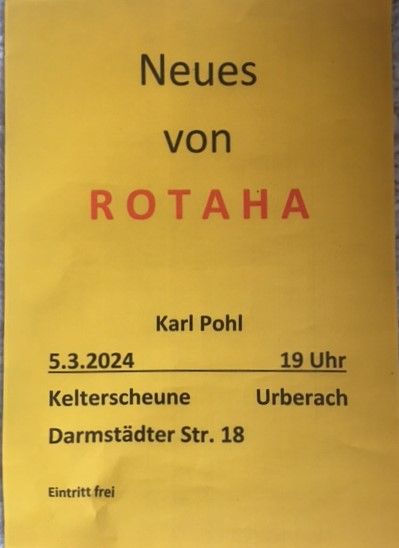 Neues
von
ROTAHA
Karl Pohl
5.3.2024 19 Uhr
Kelterscheune Urberach
Darmstädter Str. 18
Eintritt frei